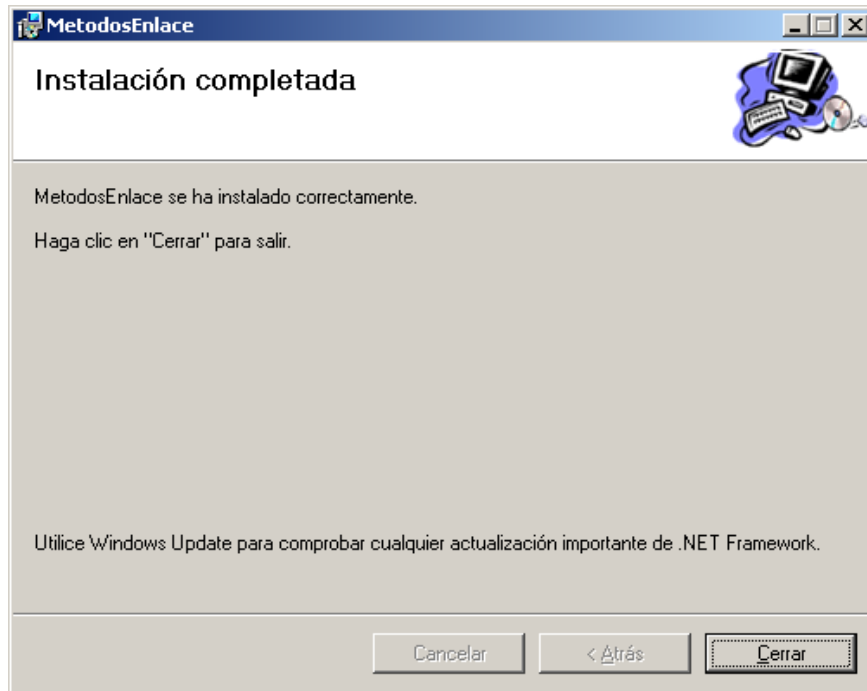 MetodosEnlace
Instalación completada
MetodosEnlace se ha instalado correctamente.
Haga clic en "Cerrar" para salir.
Utilice Windows Update para comprobar cualquier actualización importante de .NET Framework.
Cancelar
< Atrás
Cerrar